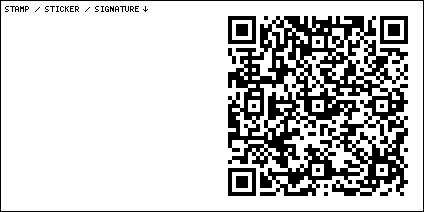 STAMP / STICKER / SIGNATURE ↓